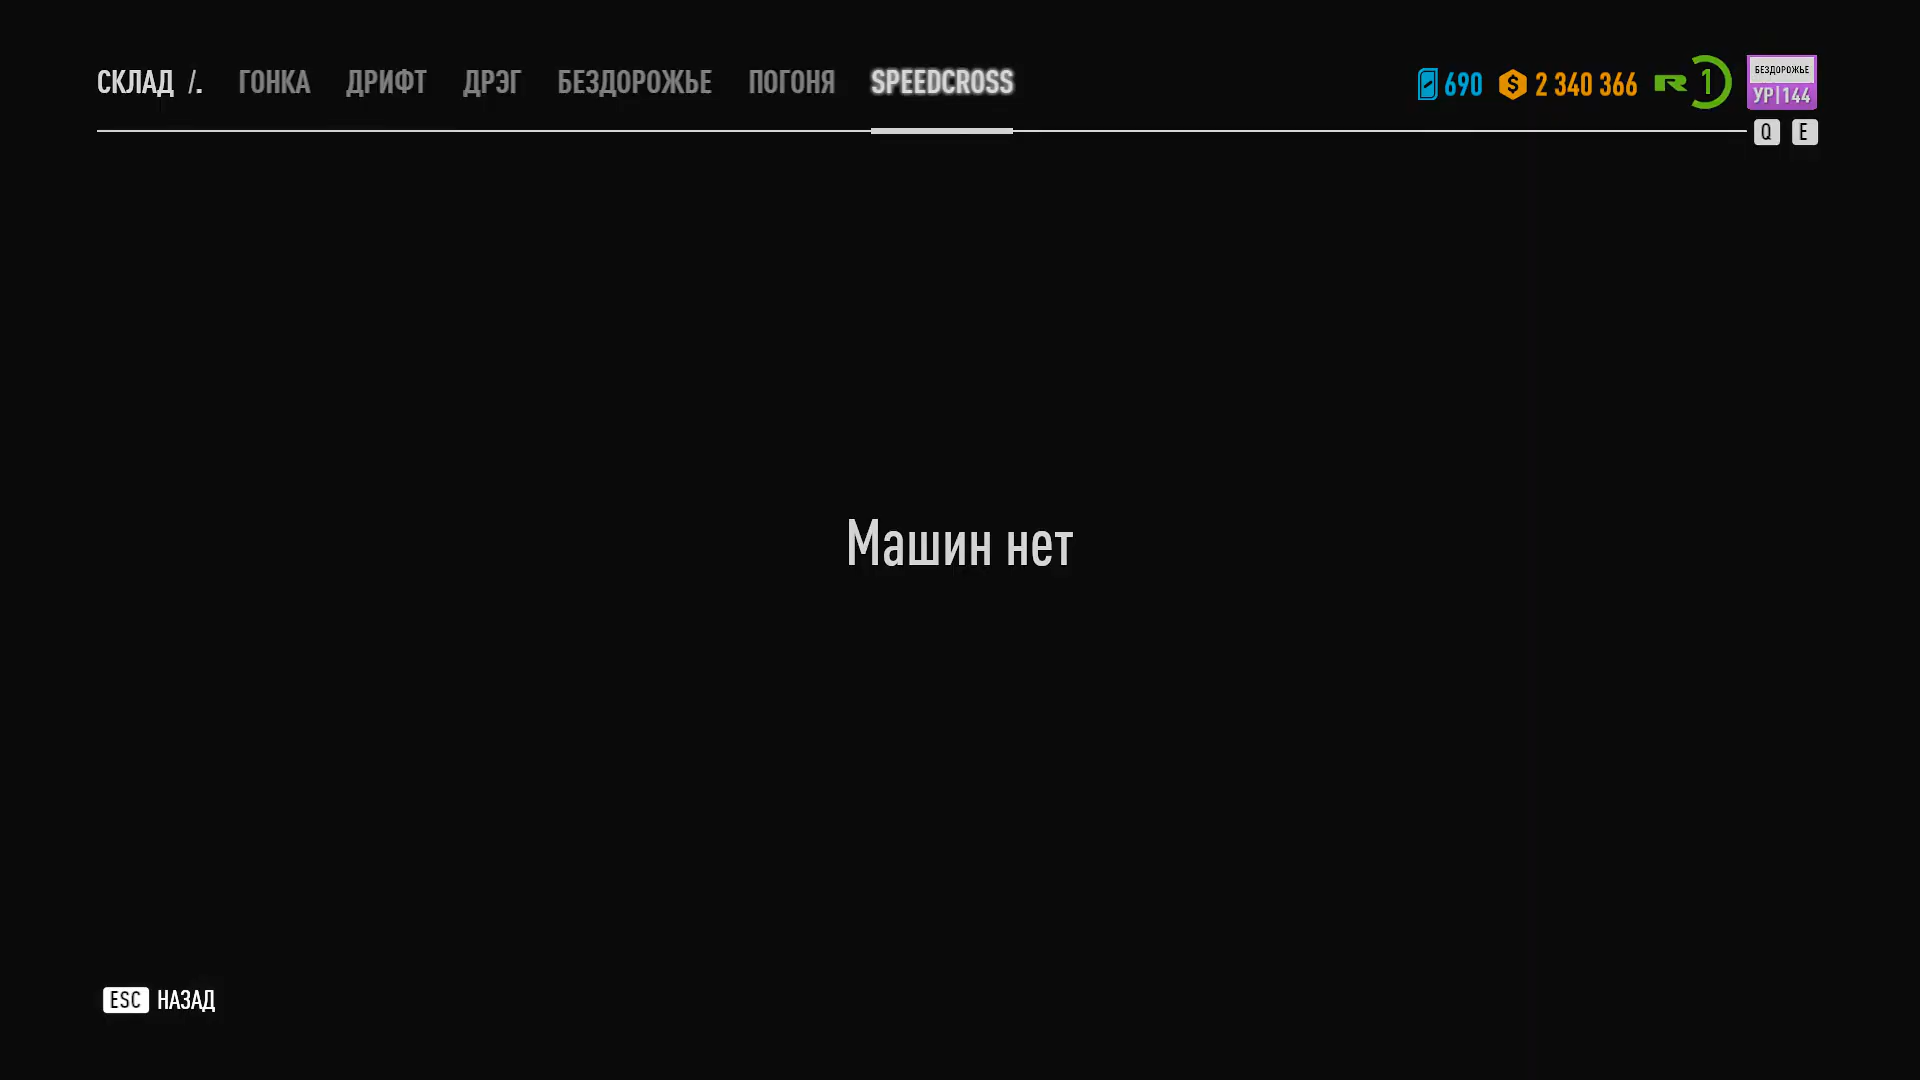 СКЛАД /. ГОНКА ДРИФТ ДРЭГ БЕЗДОРОЖЬЕ ПОГОНЯ SPEEDCROSS
690 $ 2 340 366 R 1
БЕЗДОРОЖЬЕ
УР|144
Q E
Машин нет
ESC НАЗАД